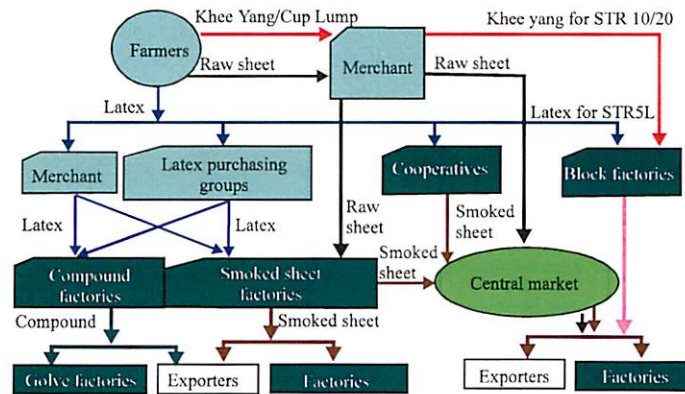 Khee Yang/Cup Lump
Khee yang for STR 10/20
Farmers
Raw sheet
Merchant
Raw sheet
Latex
Latex for STR5L
Merchant
Latex purchasing
groups
Cooperatives
Block factories
Latex
Latex
Raw
sheet
Smoked
sheet
Compound
factories
Smoked sheet
factories
Smoked
sheet
Central market
Compound
Smoked sheet
Golve factories
Exporters
Factories
Exporters
Factories